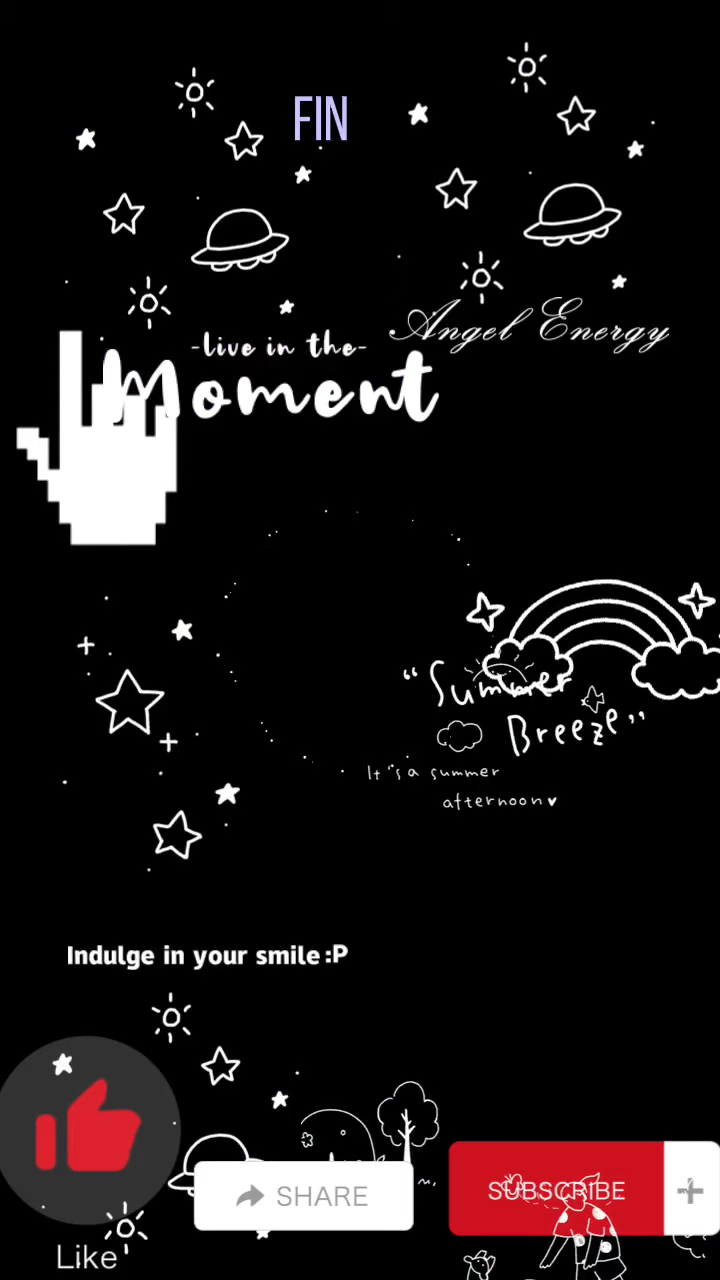 FIN
Angel Energy
-live in the-
Moment
"Summer
Breeze"
It's a summer
afternoon♥
Indulge in your smile :P
SHARE
SUBSCRIBE
Like